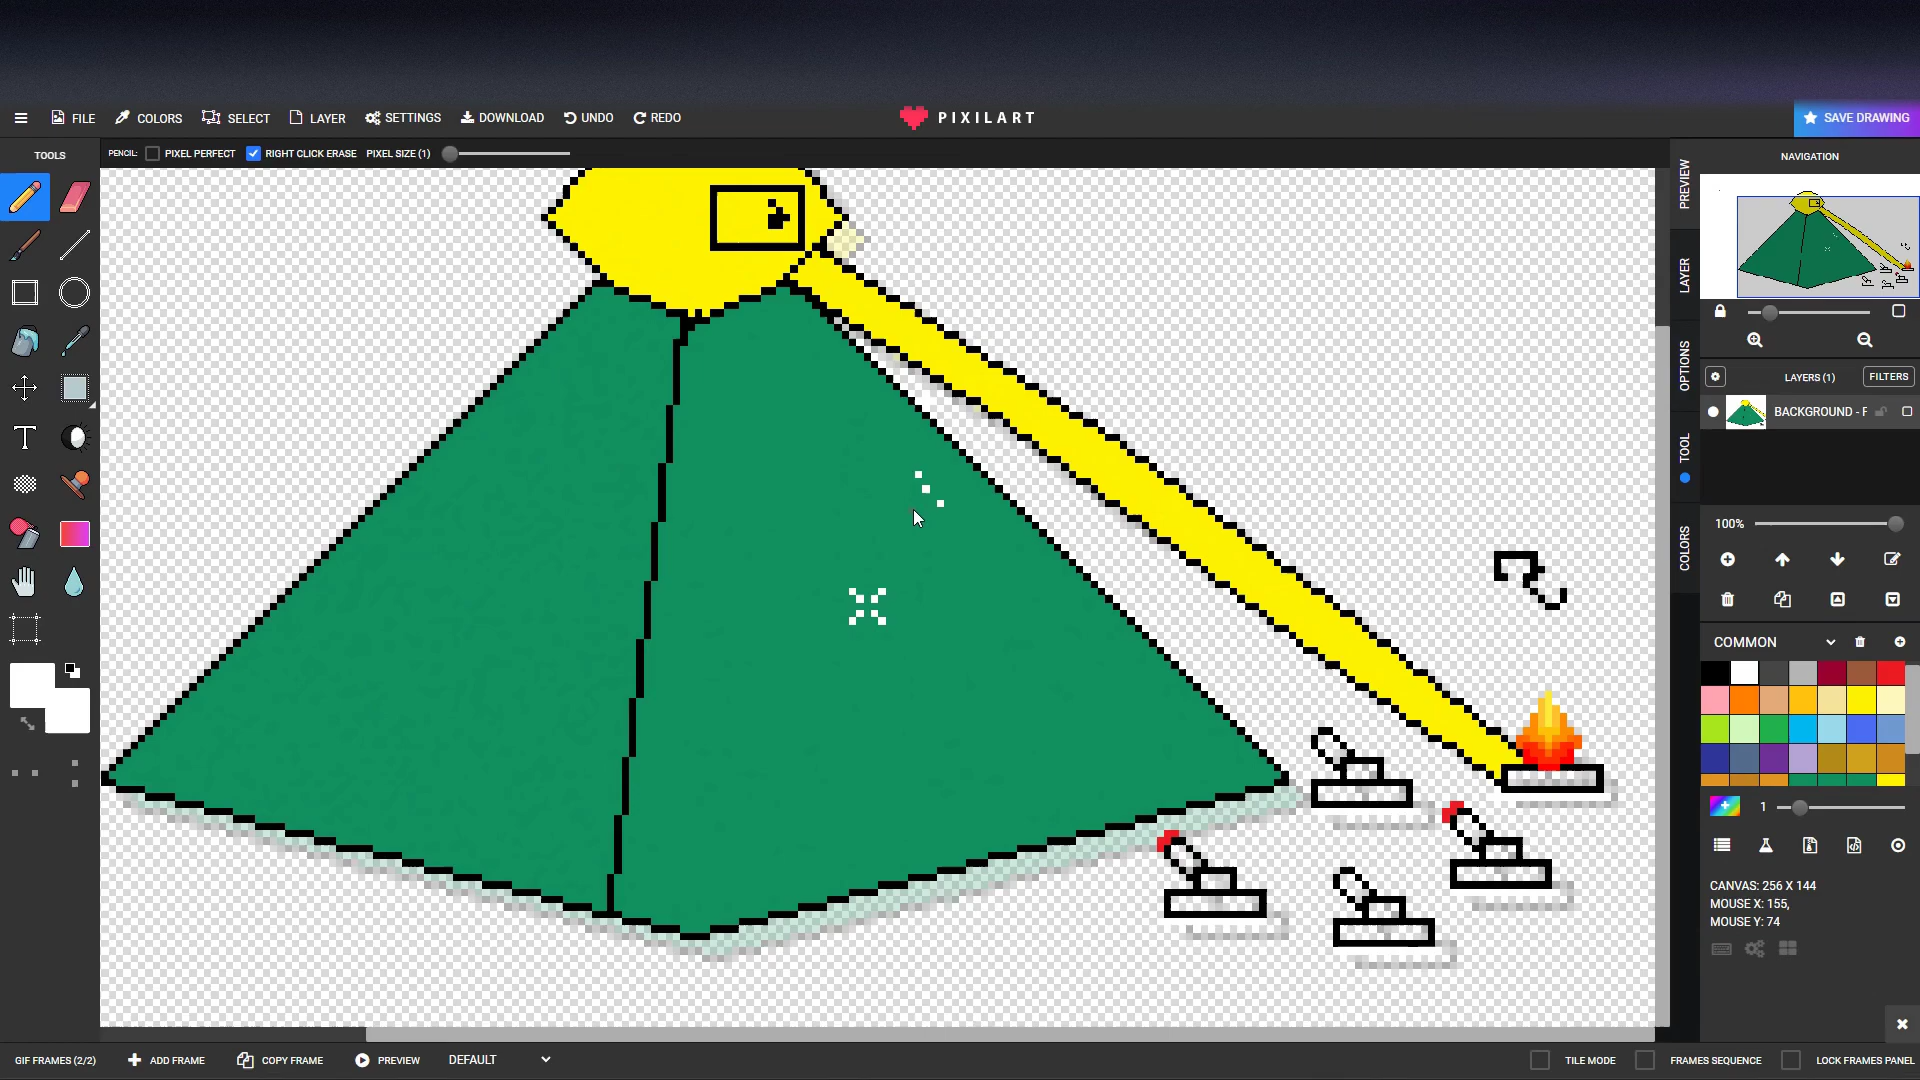 FILE COLORS SELECT LAYER SETTINGS DOWNLOAD UNDO REDO PIXILART SAVE DRAWING
TOOLS PENCIL: PIXEL PERFECT RIGHT CLICK ERASE PIXEL SIZE (1) NAVIGATION
PREVIEW
LAYER
OPTIONS
TOOL
COLORS
LAYERS (1) FILTERS
BACKGROUND - F
100%
COMMON
1
CANVAS: 256 X 144
MOUSE X: 155,
MOUSE Y: 74
T
GIF FRAMES (2/2) ADD FRAME COPY FRAME PREVIEW DEFAULT TILE MODE FRAMES SEQUENCE LOCK FRAMES PANEL